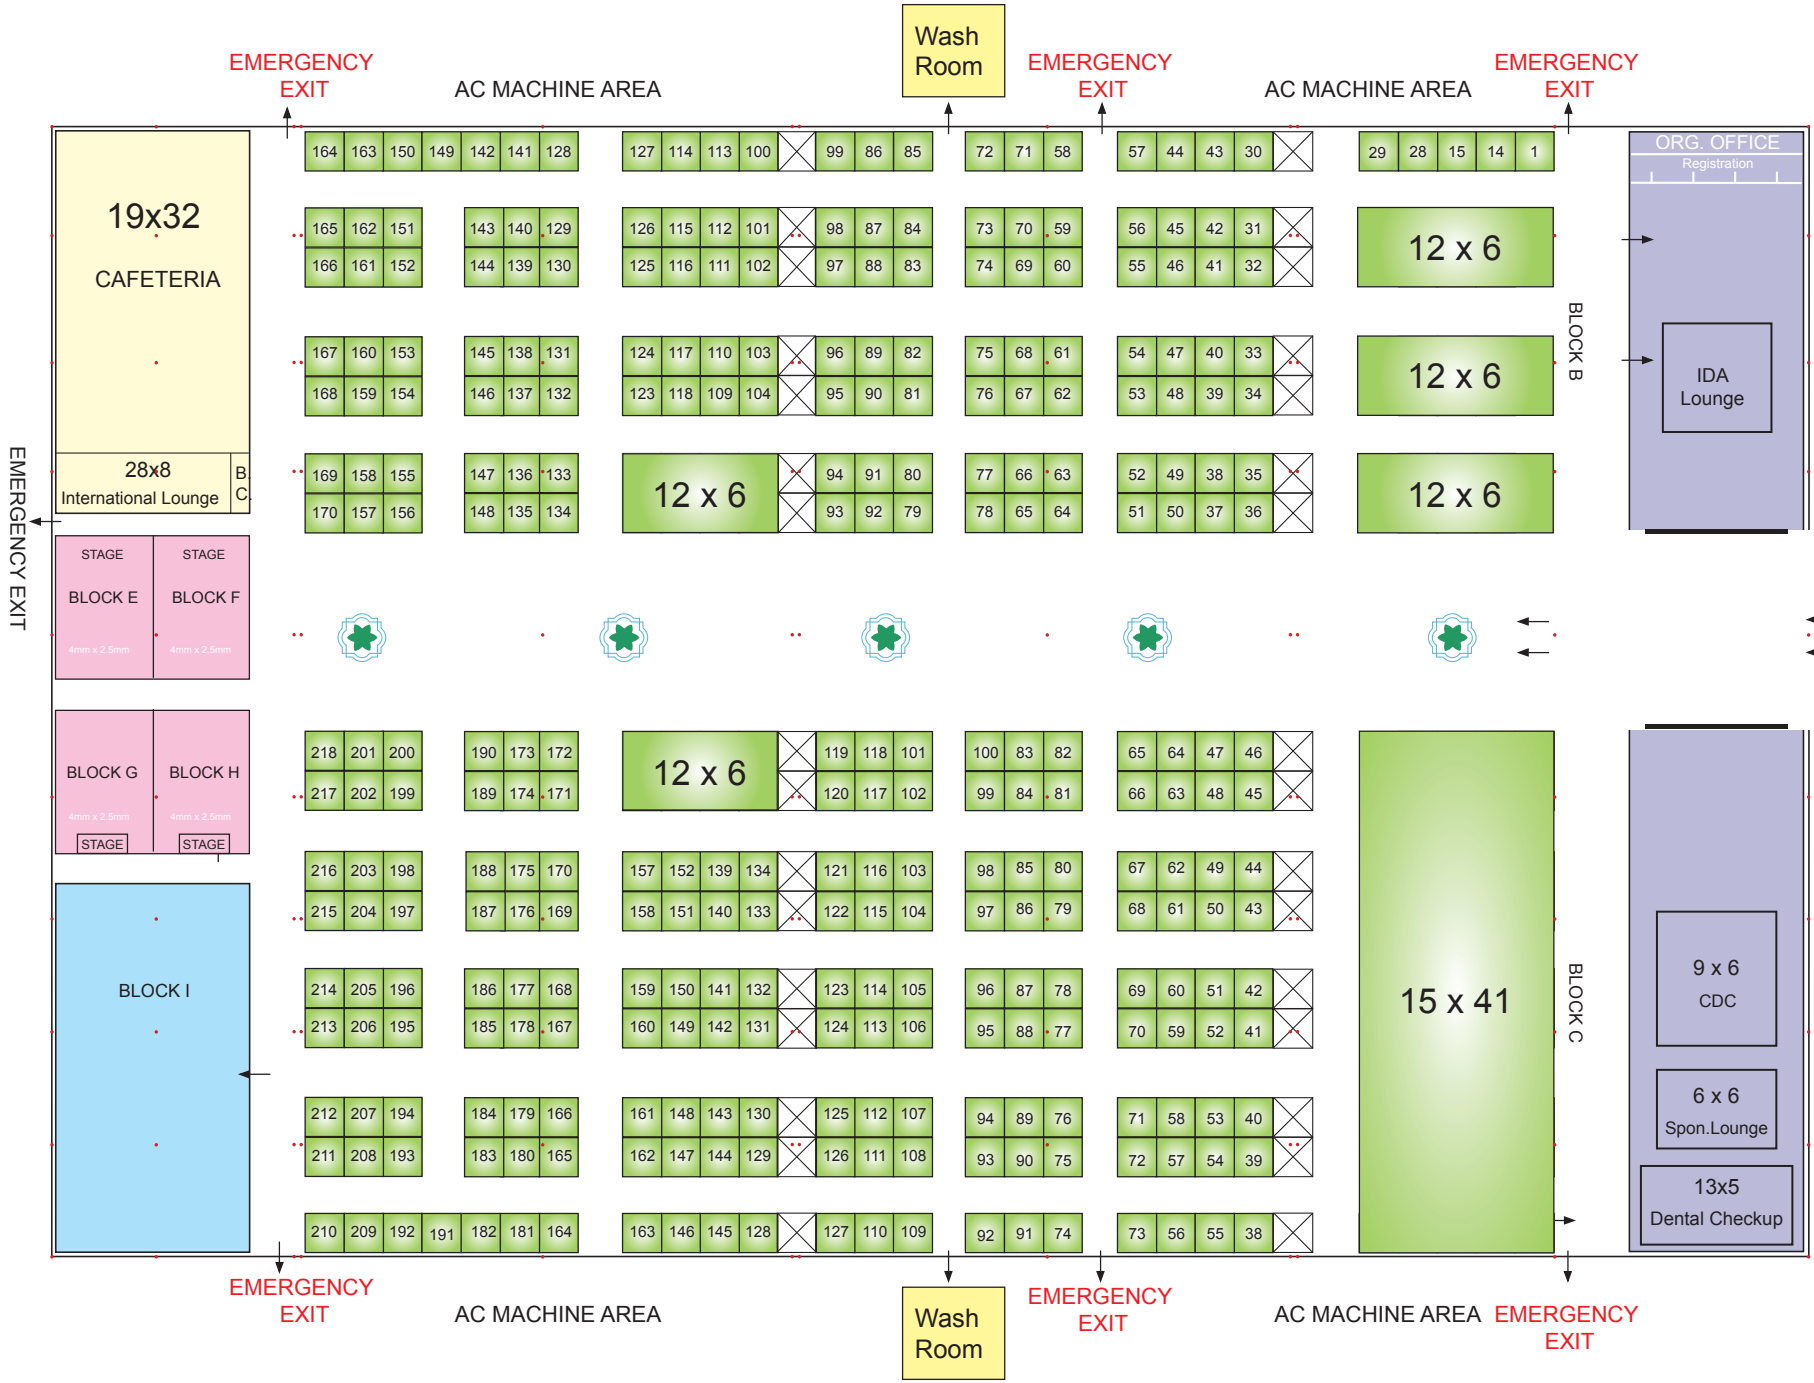 Wash
Room
EMERGENCY
EXIT
AC MACHINE AREA
EMERGENCY
EXIT
AC MACHINE AREA
EMERGENCY
EXIT
164 163 150 149 142 141 128 127 114 113 100 99 86 85 72 71 58 57 44 43 30 29 28 15 14 1
ORG. OFFICE
Registration
19x32
CAFETERIA
165 162 151 143 140 129 126 115 112 101 98 87 84 73 70 59 56 45 42 31
166 161 152 144 139 130 125 116 111 102 97 88 83 74 69 60 55 46 41 32
12 x 6
BLOCK B
167 160 153 145 138 131 124 117 110 103 96 89 82 75 68 61 54 47 40 33
168 159 154 146 137 132 123 118 109 104 95 90 81 76 67 62 53 48 39 34
12 x 6
IDA
Lounge
28x8
International Lounge
B.
C.
169 158 155 147 136 133 94 91 80 77 66 63 52 49 38 35
170 157 156 148 135 134 93 92 79 78 65 64 51 50 37 36
12 x 6
12 x 6
EMERGENCY EXIT
STAGE STAGE
BLOCK E BLOCK F
4mm x 2.5mm 4mm x 2.5mm
BLOCK G BLOCK H
4mm x 2.5mm 4mm x 2.5mm
STAGE STAGE
218 201 200 190 173 172 119 118 101 100 83 82 65 64 47 46
217 202 199 189 174 171 120 117 102 99 84 81 66 63 48 45
12 x 6
216 203 198 188 175 170 157 152 139 134 121 116 103 98 85 80 67 62 49 44
215 204 197 187 176 169 158 151 140 133 122 115 104 97 86 79 68 61 50 43
BLOCK I
214 205 196 186 177 168 159 150 141 132 123 114 105 96 87 78 69 60 51 42
213 206 195 185 178 167 160 149 142 131 124 113 106 95 88 77 70 59 52 41
15 x 41
BLOCK C
9 x 6
CDC
212 207 194 184 179 166 161 148 143 130 125 112 107 94 89 76 71 58 53 40
211 208 193 183 180 165 162 147 144 129 126 111 108 93 90 75 72 57 54 39
6 x 6
Spon.Lounge
13x5
Dental Checkup
210 209 192 191 182 181 164 163 146 145 128 127 110 109 92 91 74 73 56 55 38
EMERGENCY
EXIT
AC MACHINE AREA
Wash
Room
EMERGENCY
EXIT
AC MACHINE AREA
EMERGENCY
EXIT